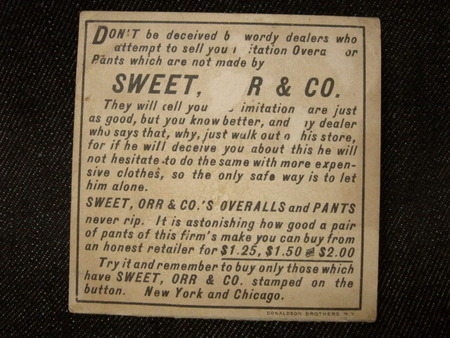 DON'T be deceived b wordy dealers who
attempt to sell you itation Overa or
Pants which are not made by
SWEET, RR & CO.
They will tell you imitation are just
as good, but you know better, and ny dealer
who says that, why, just walk out o his store,
for if he will deceive you about this he will
not hesitate to do the same with more expen-
sive clothes, so the only safe way is to let
him alone.
SWEET, ORR & CO.'S OVERALLS and PANTS
never rip. It is astonishing how good a pair
of pants of this firm's make you can buy from
an honest retailer for $1.25, $1.50 and $2.00
Try it and remember to buy only those which
have SWEET, ORR & CO. stamped on the
button. New York and Chicago.
DONALDSON BROTHERS, N.Y.